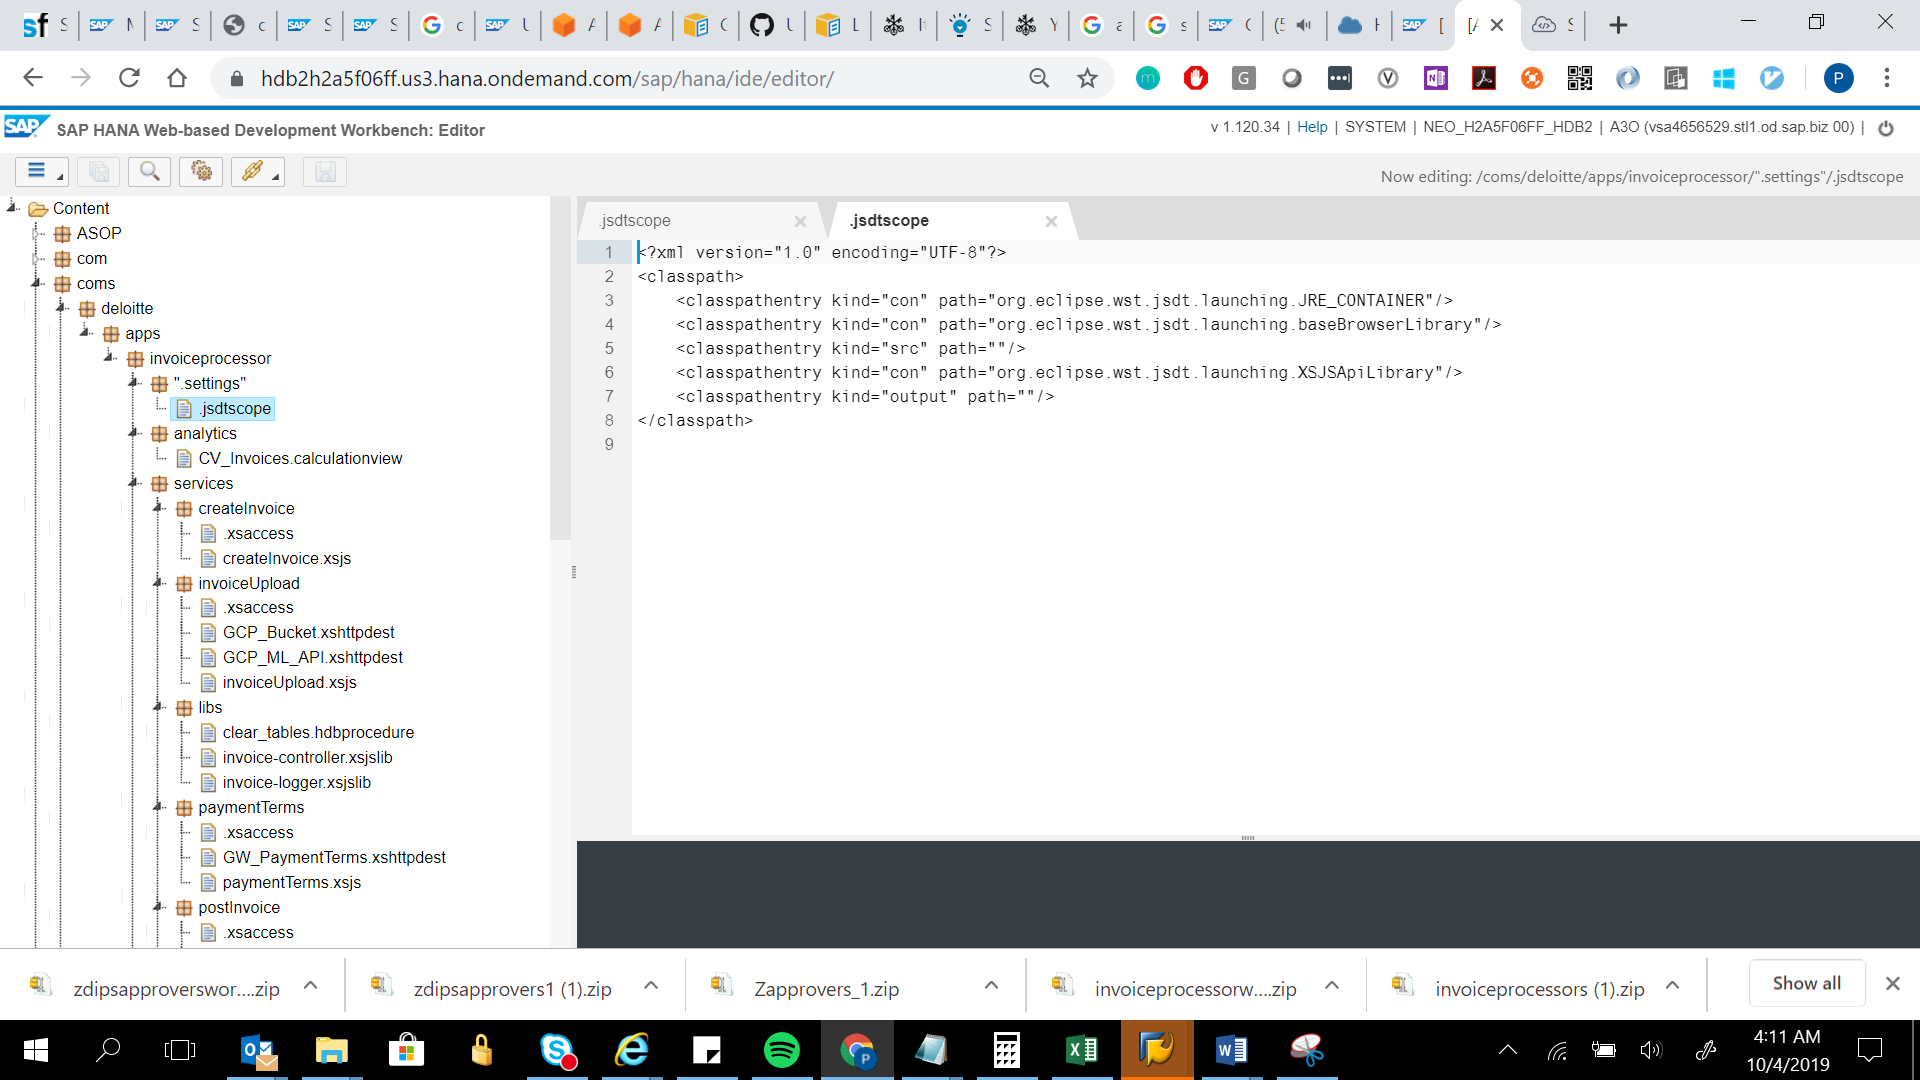 hdb2h2a5f06ff.us3.hana.ondemand.com/sap/hana/ide/editor/
SAP SAP HANA Web-based Development Workbench: Editor
v 1.120.34 | Help | SYSTEM | NEO_H2A5F06FF_HDB2 | A3O (vsa4656529.stl1.od.sap.biz 00) |
Now editing: /coms/deloitte/apps/invoiceprocessor/".settings"/.jsdtscope
Content
ASOP
com
coms
deloitte
apps
invoiceprocessor
".settings"
.jsdtscope
analytics
CV_Invoices.calculationview
services
createInvoice
.xsaccess
createInvoice.xsjs
invoiceUpload
.xsaccess
GCP_Bucket.xshttpdest
GCP_ML_API.xshttpdest
invoiceUpload.xsjs
libs
clear_tables.hdbprocedure
invoice-controller.xsjslib
invoice-logger.xsjslib
paymentTerms
.xsaccess
GW_PaymentTerms.xshttpdest
paymentTerms.xsjs
postInvoice
.xsaccess
.jsdtscope
.jsdtscope
1 <?xml version="1.0" encoding="UTF-8"?>
2 <classpath>
3 <classpathentry kind="con" path="org.eclipse.wst.jsdt.launching.JRE_CONTAINER"/>
4 <classpathentry kind="con" path="org.eclipse.wst.jsdt.launching.baseBrowserLibrary"/>
5 <classpathentry kind="src" path=""/>
6 <classpathentry kind="con" path="org.eclipse.wst.jsdt.launching.XSJSApiLibrary"/>
7 <classpathentry kind="output" path=""/>
8 </classpath>
9
zdipsapproverswor....zip
zdipsapprovers1 (1).zip
Zapprovers_1.zip
invoiceprocessorw....zip
invoiceprocessors (1).zip
Show all
4:11 AM
10/4/2019